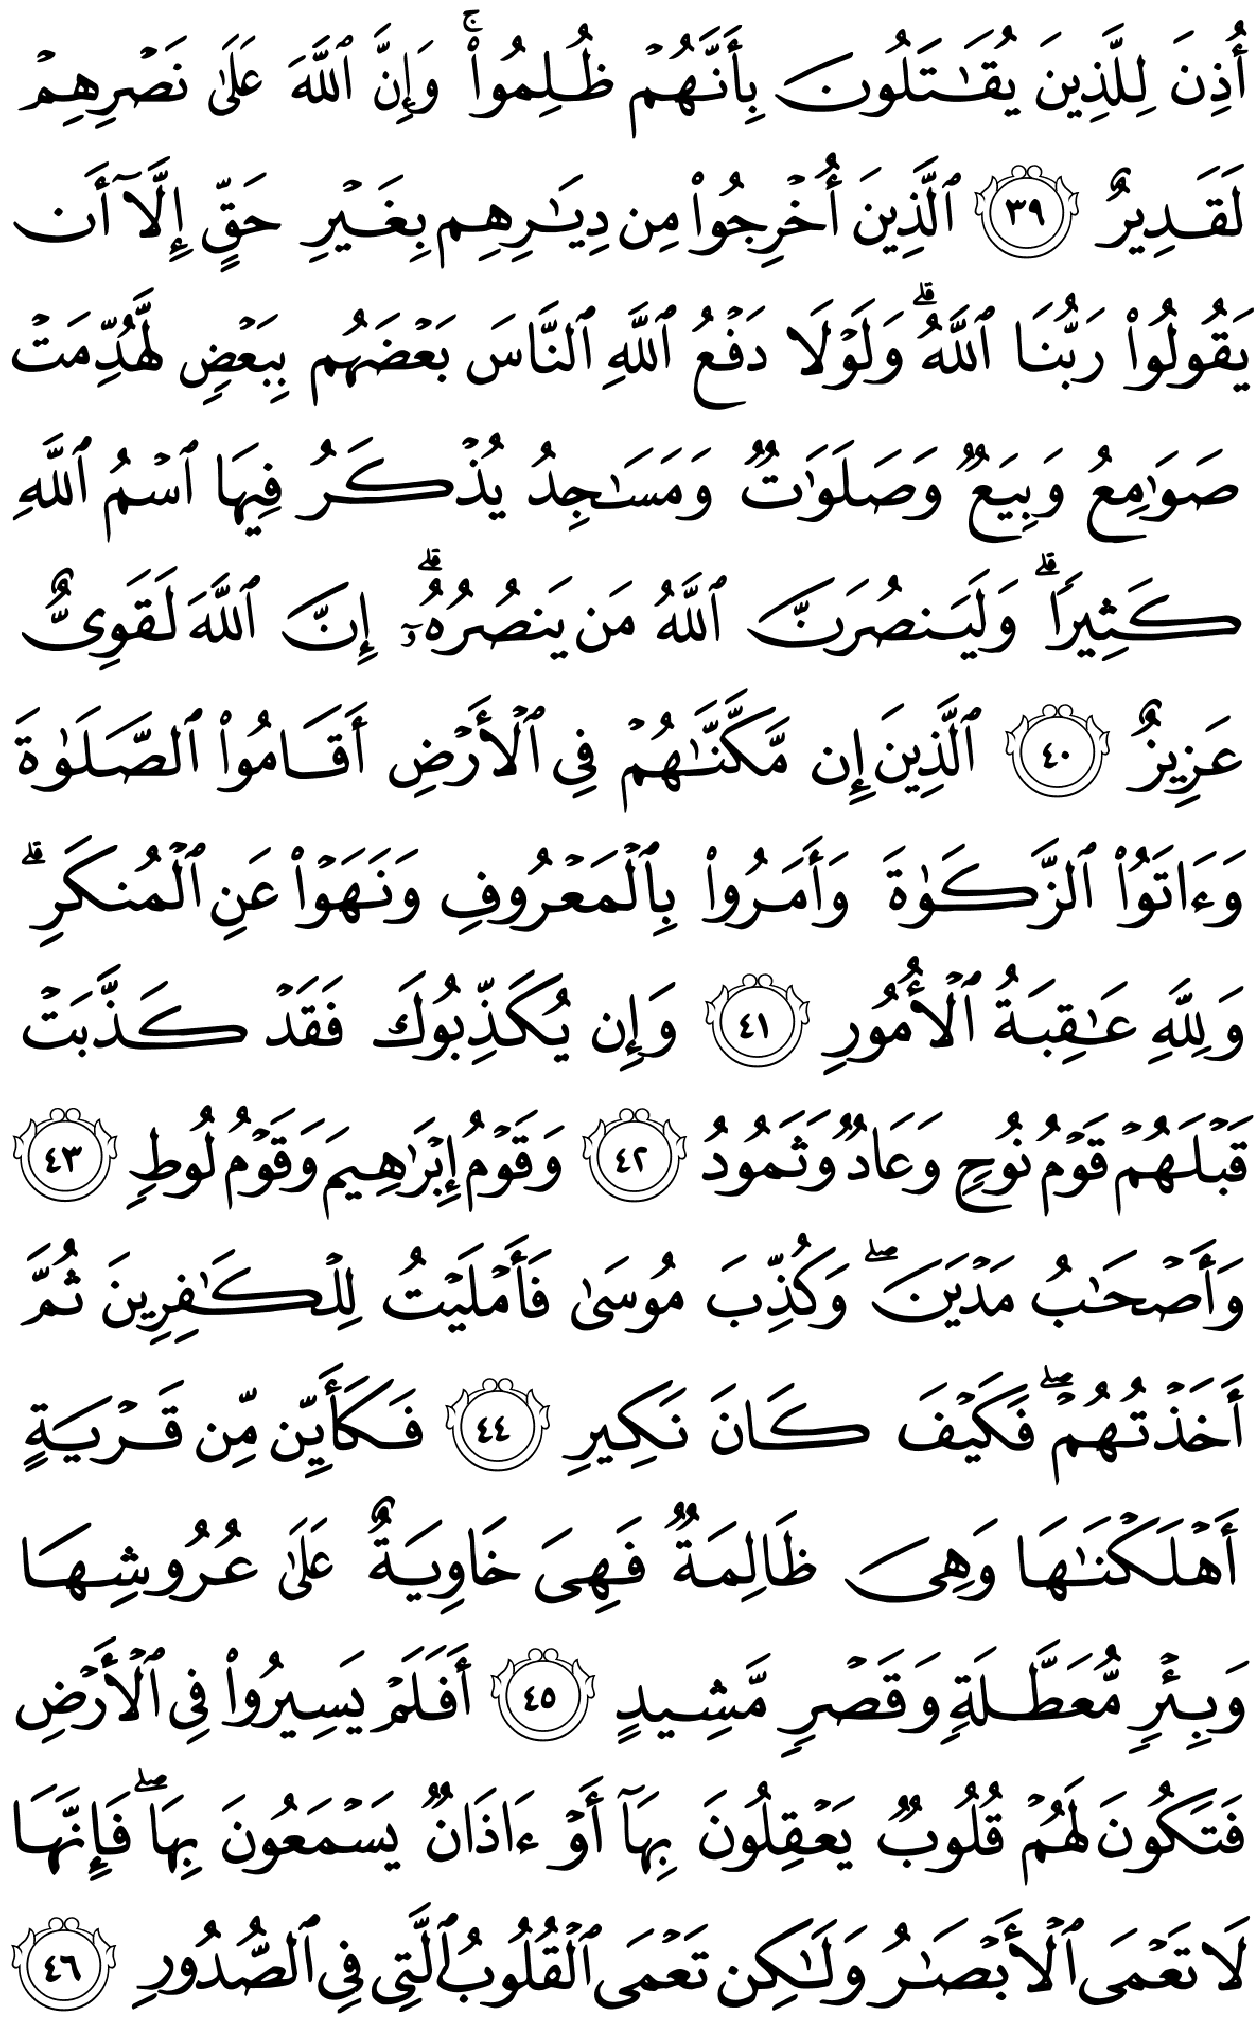 أُذِنَ لِلَّذِينَ يُقَٰتَلُونَ بِأَنَّهُمۡ ظُلِمُواْۚ وَإِنَّ ٱللَّهَ عَلَىٰ نَصۡرِهِمۡ
لَقَدِيرٌ ٣٩ ٱلَّذِينَ أُخۡرِجُواْ مِن دِيَٰرِهِم بِغَيۡرِ حَقٍّ إِلَّآ أَن
يَقُولُواْ رَبُّنَا ٱللَّهُۗ وَلَوۡلَا دَفۡعُ ٱللَّهِ ٱلنَّاسَ بَعۡضَهُم بِبَعۡضٖ لَّهُدِّمَتۡ
صَوَٰمِعُ وَبِيَعٞ وَصَلَوَٰتٞ وَمَسَٰجِدُ يُذۡكَرُ فِيهَا ٱسۡمُ ٱللَّهِ
كَثِيرٗاۗ وَلَيَنصُرَنَّ ٱللَّهُ مَن يَنصُرُهُۥٓۗ إِنَّ ٱللَّهَ لَقَوِيٌّ
عَزِيزٌ ٤٠ ٱلَّذِينَ إِن مَّكَّنَّٰهُمۡ فِي ٱلۡأَرۡضِ أَقَامُواْ ٱلصَّلَوٰةَ
وَءَاتَوُاْ ٱلزَّكَوٰةَ وَأَمَرُواْ بِٱلۡمَعۡرُوفِ وَنَهَوۡاْ عَنِ ٱلۡمُنكَرِۗ
وَلِلَّهِ عَٰقِبَةُ ٱلۡأُمُورِ ٤١ وَإِن يُكَذِّبُوكَ فَقَدۡ كَذَّبَتۡ
قَبۡلَهُمۡ قَوۡمُ نُوحٖ وَعَادٞ وَثَمُودُ ٤٢ وَقَوۡمُ إِبۡرَٰهِيمَ وَقَوۡمُ لُوطٖ ٤٣
وَأَصۡحَٰبُ مَدۡيَنَۖ وَكُذِّبَ مُوسَىٰ فَأَمۡلَيۡتُ لِلۡكَٰفِرِينَ ثُمَّ
أَخَذۡتُهُمۡۖ فَكَيۡفَ كَانَ نَكِيرِ ٤٤ فَكَأَيِّن مِّن قَرۡيَةٍ
أَهۡلَكۡنَٰهَا وَهِيَ ظَالِمَةٞ فَهِيَ خَاوِيَةٌ عَلَىٰ عُرُوشِهَا
وَبِئۡرٖ مُّعَطَّلَةٖ وَقَصۡرٖ مَّشِيدٍ ٤٥ أَفَلَمۡ يَسِيرُواْ فِي ٱلۡأَرۡضِ
فَتَكُونَ لَهُمۡ قُلُوبٞ يَعۡقِلُونَ بِهَآ أَوۡ ءَاذَانٞ يَسۡمَعُونَ بِهَاۖ فَإِنَّهَا
لَا تَعۡمَى ٱلۡأَبۡصَٰرُ وَلَٰكِن تَعۡمَى ٱلۡقُلُوبُ ٱلَّتِي فِي ٱلصُّدُورِ ٤٦